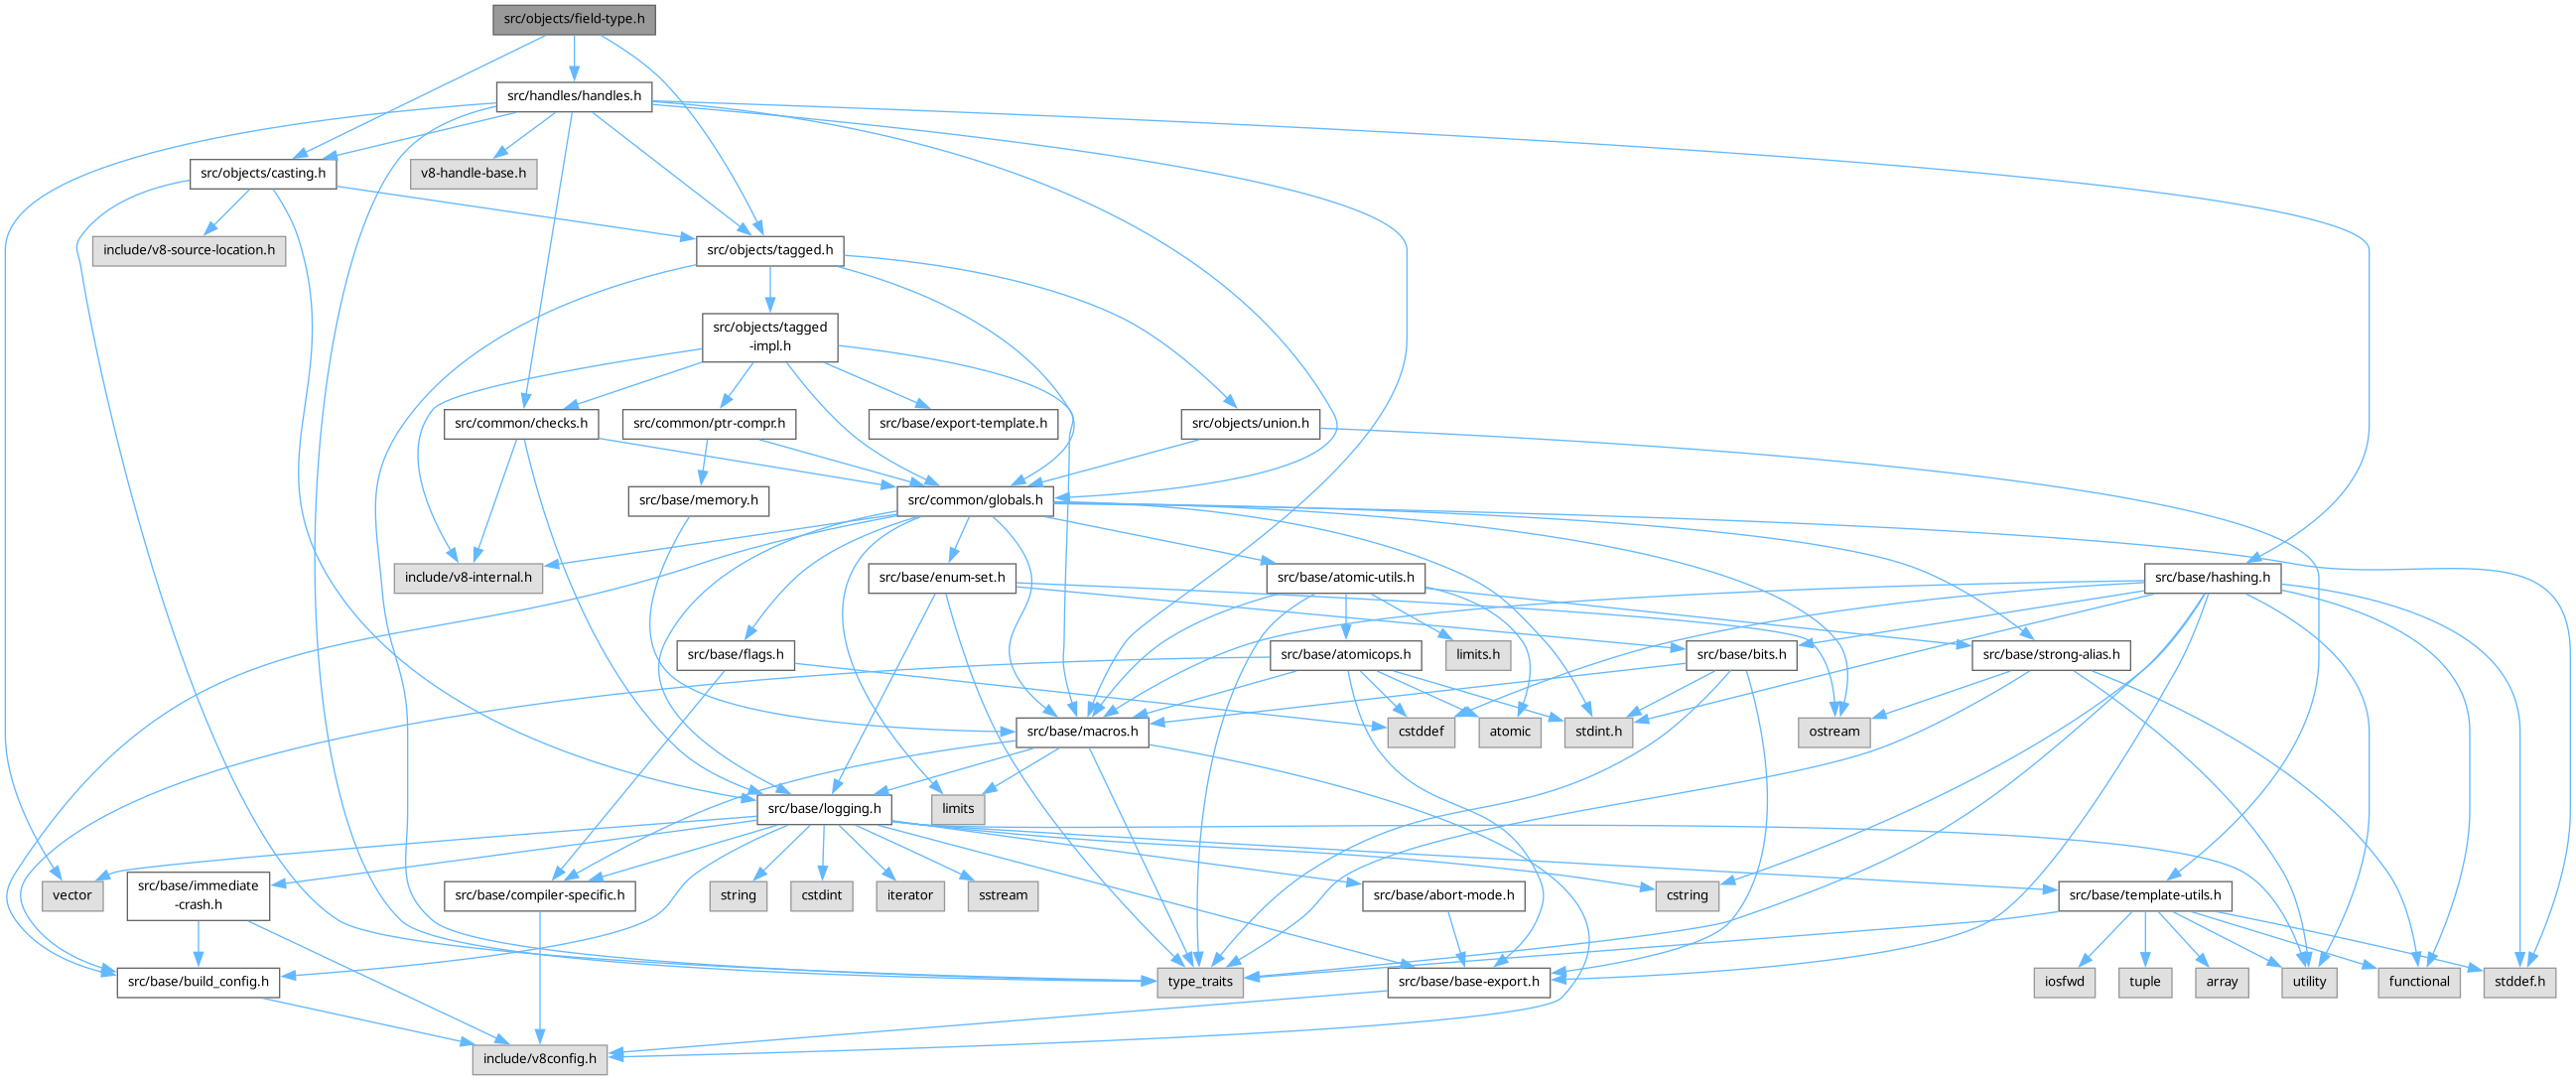 src/objects/field-type.h
src/handles/handles.h
src/objects/casting.h
v8-handle-base.h
include/v8-source-location.h
src/objects/tagged.h
src/objects/tagged
-impl.h
src/common/checks.h
src/common/ptr-compr.h
src/base/export-template.h
src/objects/union.h
src/base/memory.h
src/common/globals.h
include/v8-internal.h
src/base/enum-set.h
src/base/atomic-utils.h
src/base/hashing.h
src/base/flags.h
src/base/atomicops.h
limits.h
src/base/bits.h
src/base/strong-alias.h
src/base/macros.h
cstddef
atomic
stdint.h
ostream
src/base/logging.h
limits
vector
src/base/immediate
-crash.h
src/base/compiler-specific.h
string
cstdint
iterator
sstream
src/base/abort-mode.h
cstring
src/base/template-utils.h
src/base/build_config.h
type_traits
src/base/base-export.h
iosfwd
tuple
array
utility
functional
stddef.h
include/v8config.h